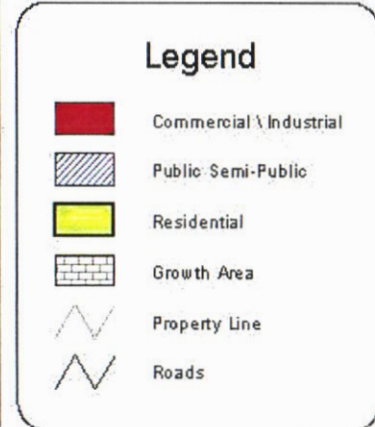 Legend
Commercial \ Industrial
Public Semi-Public
Residential
Growth Area
Property Line
Roads